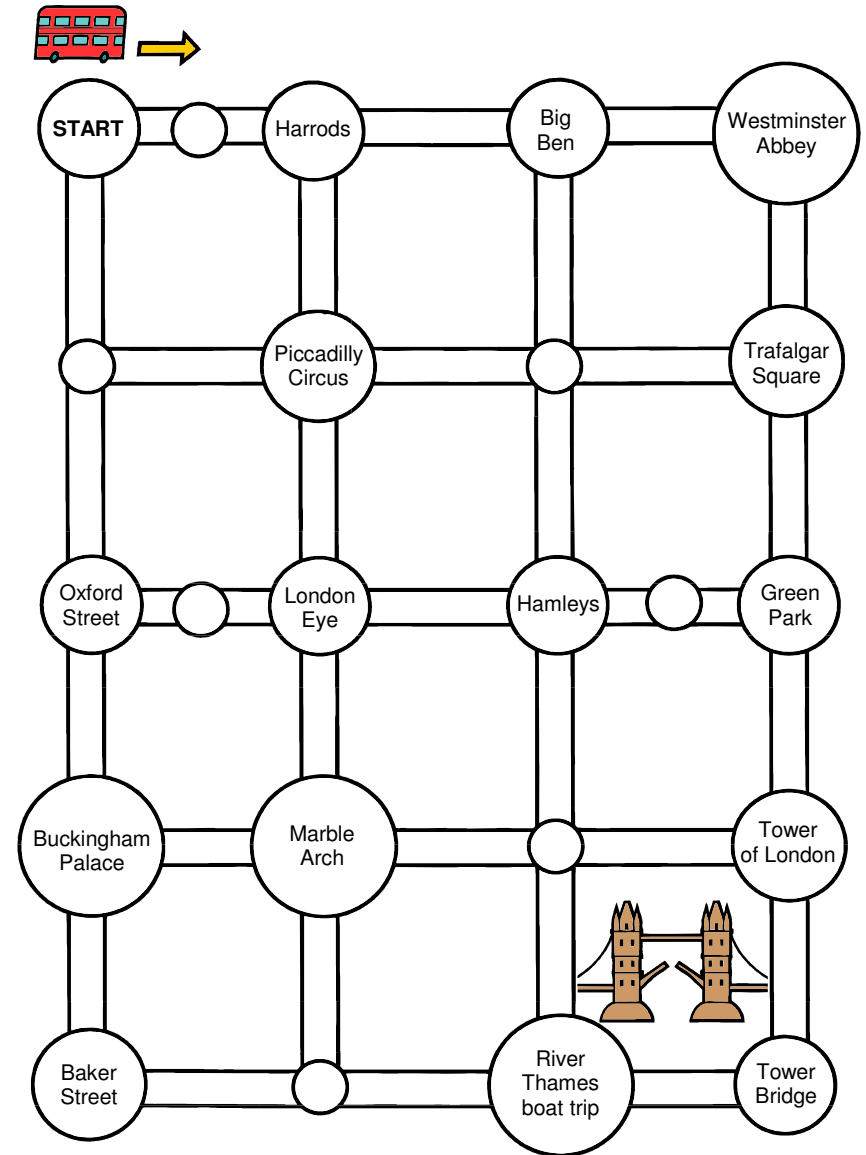 START
Harrods
Big
Ben
Westminster
Abbey
Piccadilly
Circus
Trafalgar
Square
Oxford
Street
London
Eye
Hamleys
Green
Park
Buckingham
Palace
Marble
Arch
Tower
of London
Baker
Street
River
Thames
boat trip
Tower
Bridge